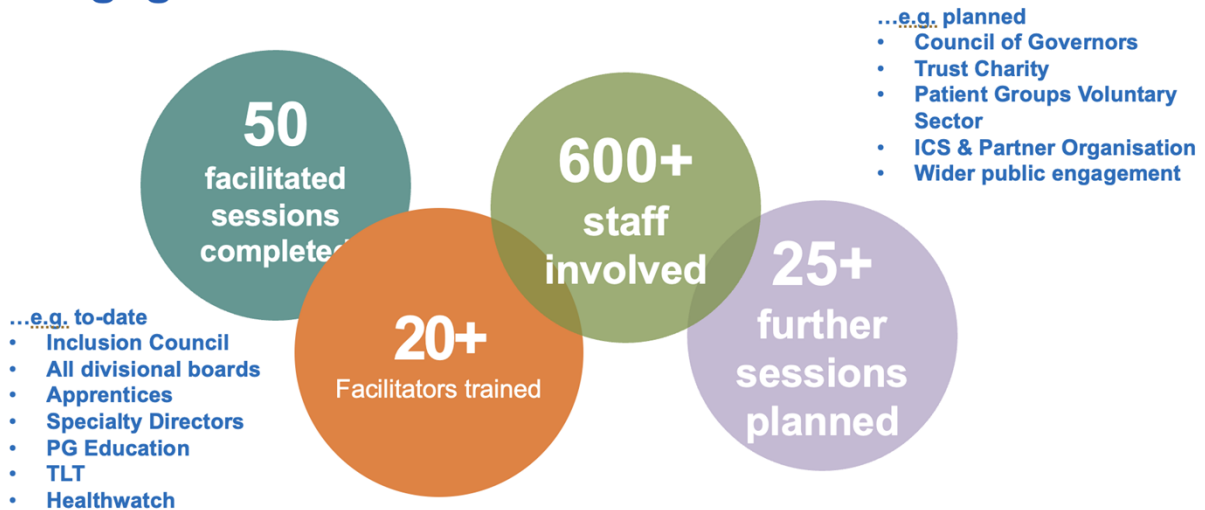 …e.g. planned
• Council of Governors
• Trust Charity
• Patient Groups Voluntary
Sector
• ICS & Partner Organisation
• Wider public engagement
50
facilitated
sessions
600+
staff
involved
20+
Facilitators trained
25+
further
sessions
planned
…e.g. to-date
• Inclusion Council
• All divisional boards
• Apprentices
• Specialty Directors
• PG Education
• TLT
• Healthwatch